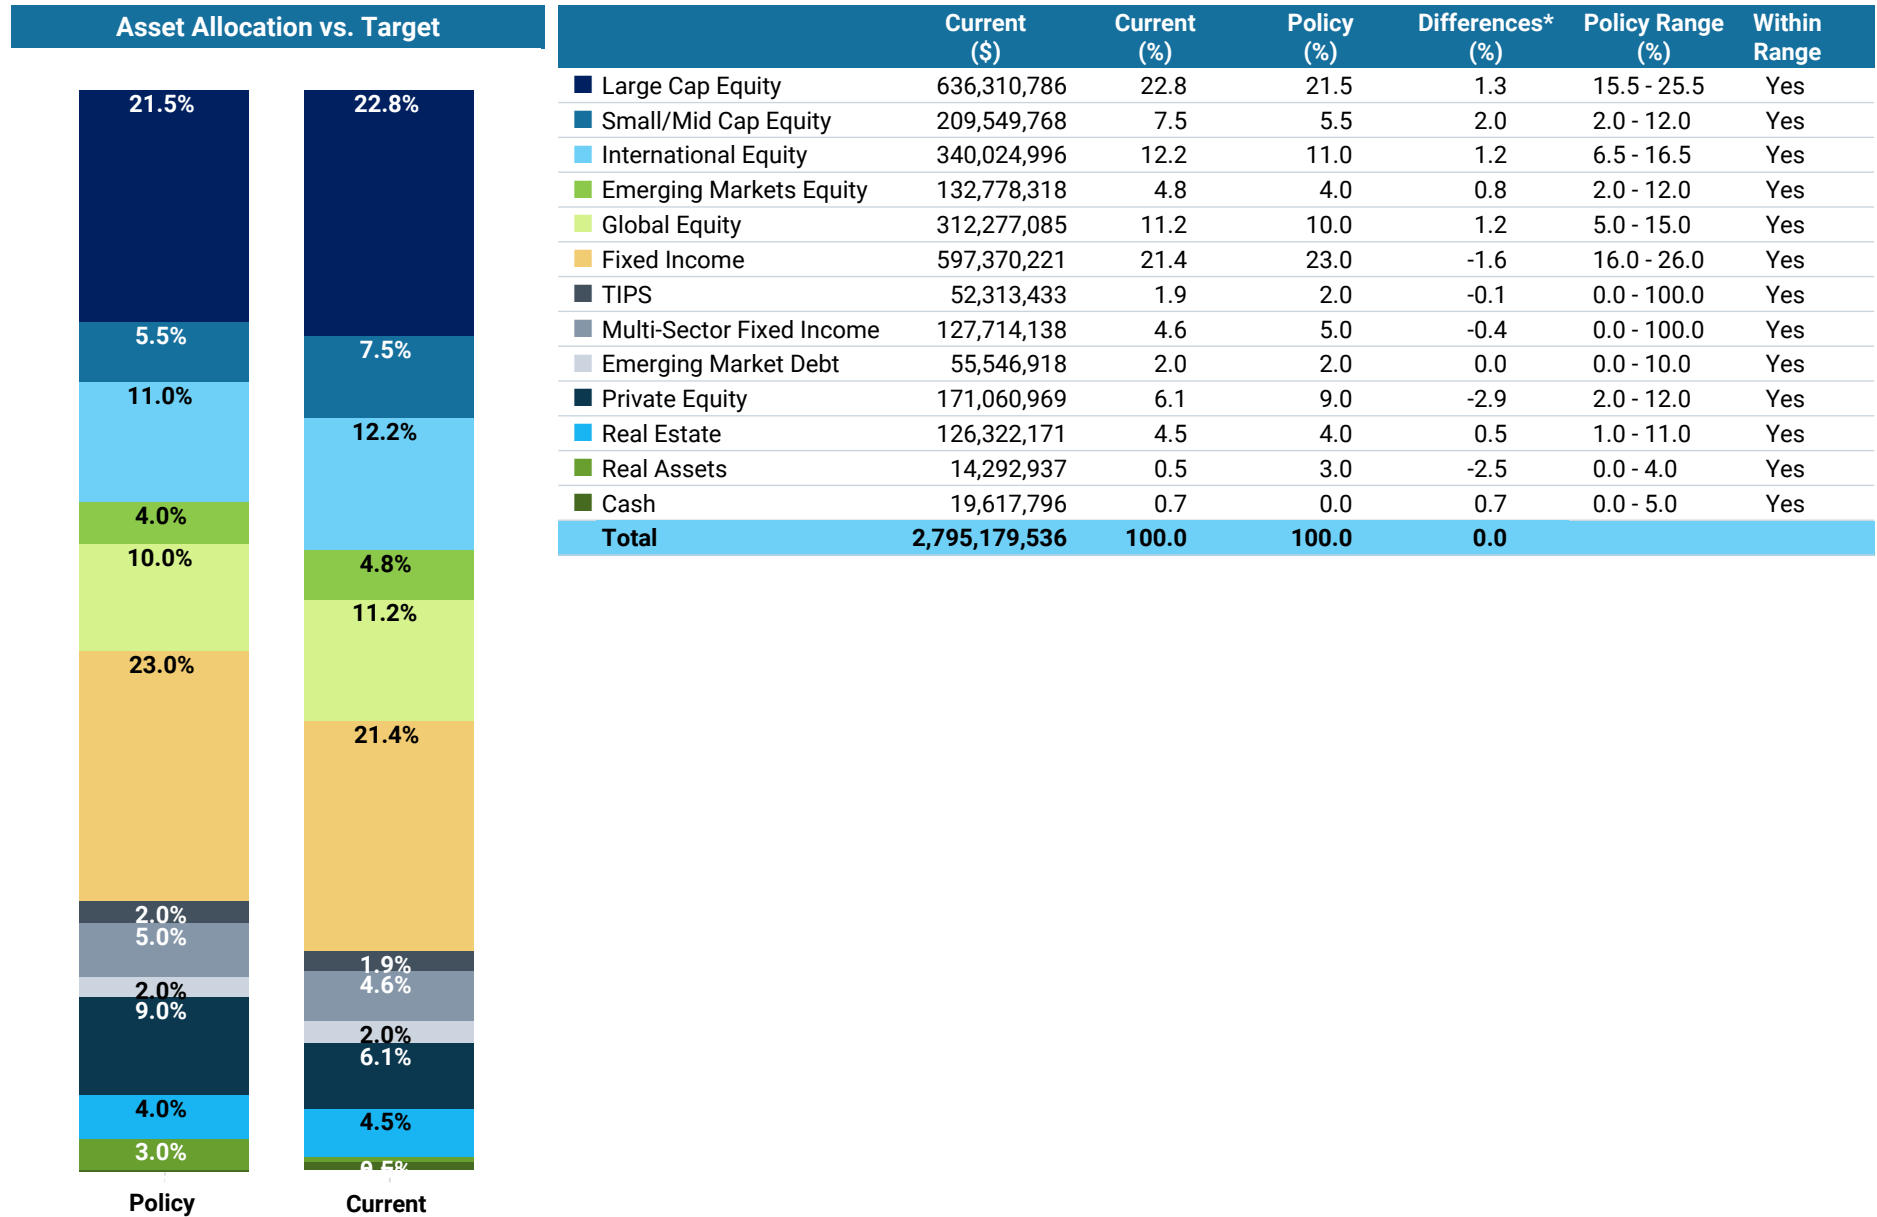 Asset Allocation vs. Target
21.5%
5.5%
11.0%
4.0%
10.0%
23.0%
2.0%
5.0%
2.0%
9.0%
4.0%
3.0%
Policy
22.8%
7.5%
12.2%
4.8%
11.2%
21.4%
1.9%
4.6%
2.0%
6.1%
4.5%
0.5%
Current
Current ($) Current (%) Policy (%) Differences* (%) Policy Range (%) Within Range
Large Cap Equity 636,310,786 22.8 21.5 1.3 15.5 - 25.5 Yes
Small/Mid Cap Equity 209,549,768 7.5 5.5 2.0 2.0 - 12.0 Yes
International Equity 340,024,996 12.2 11.0 1.2 6.5 - 16.5 Yes
Emerging Markets Equity 132,778,318 4.8 4.0 0.8 2.0 - 12.0 Yes
Global Equity 312,277,085 11.2 10.0 1.2 5.0 - 15.0 Yes
Fixed Income 597,370,221 21.4 23.0 -1.6 16.0 - 26.0 Yes
TIPS 52,313,433 1.9 2.0 -0.1 0.0 - 100.0 Yes
Multi-Sector Fixed Income 127,714,138 4.6 5.0 -0.4 0.0 - 100.0 Yes
Emerging Market Debt 55,546,918 2.0 2.0 0.0 0.0 - 10.0 Yes
Private Equity 171,060,969 6.1 9.0 -2.9 2.0 - 12.0 Yes
Real Estate 126,322,171 4.5 4.0 0.5 1.0 - 11.0 Yes
Real Assets 14,292,937 0.5 3.0 -2.5 0.0 - 4.0 Yes
Cash 19,617,796 0.7 0.0 0.7 0.0 - 5.0 Yes
Total 2,795,179,536 100.0 100.0 0.0